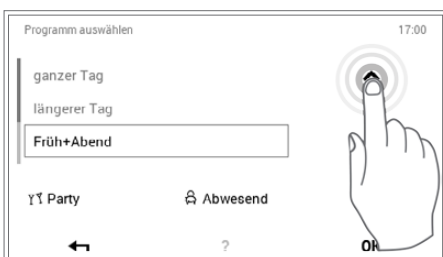 Programm auswählen 17:00
ganzer Tag
längerer Tag
Früh+Abend
Party Abwesend
? OK